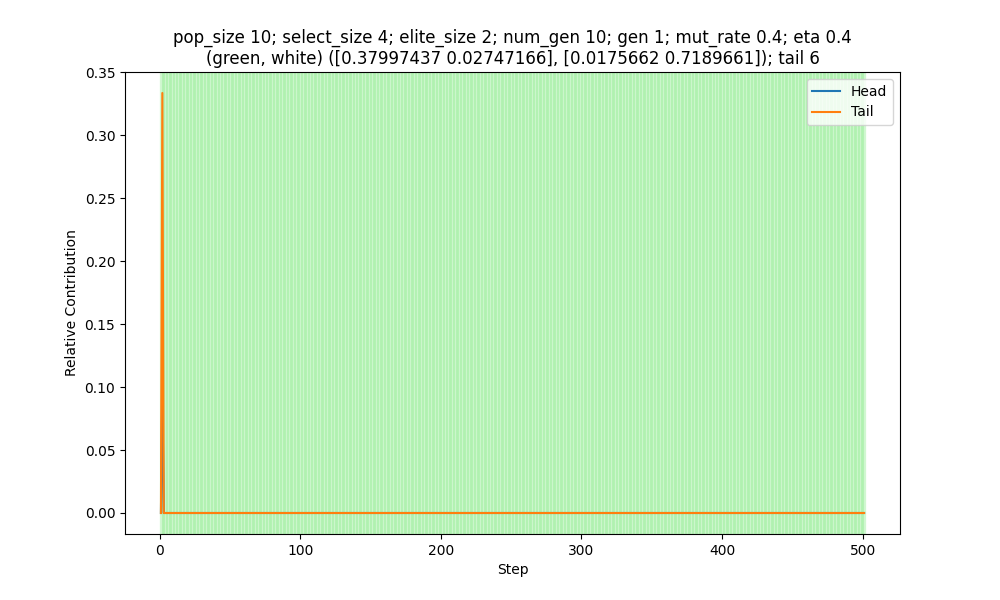 pop_size 10; select_size 4; elite_size 2; num_gen 10; gen 1; mut_rate 0.4; eta 0.4
(green, white) ([0.37997437 0.02747166], [0.0175662 0.7189661]); tail 6
0.35
0.30
0.25
0.20
0.15
0.10
0.05
0.00
Relative Contribution
Head
Tail
0
100
200
300
400
500
Step